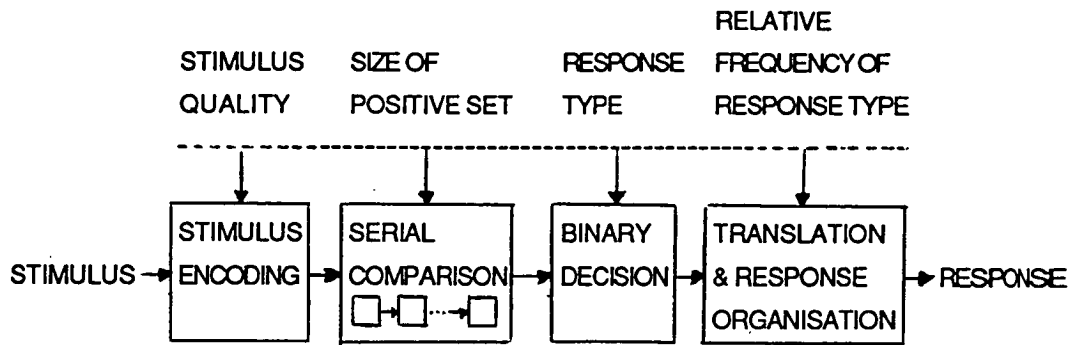 STIMULUS
QUALITY
SIZE OF
POSITIVE SET
RESPONSE
TYPE
RELATIVE
FREQUENCY OF
RESPONSE TYPE
STIMULUS
STIMULUS
ENCODING
SERIAL
COMPARISON
BINARY
DECISION
TRANSLATION
& RESPONSE
ORGANISATION
RESPONSE